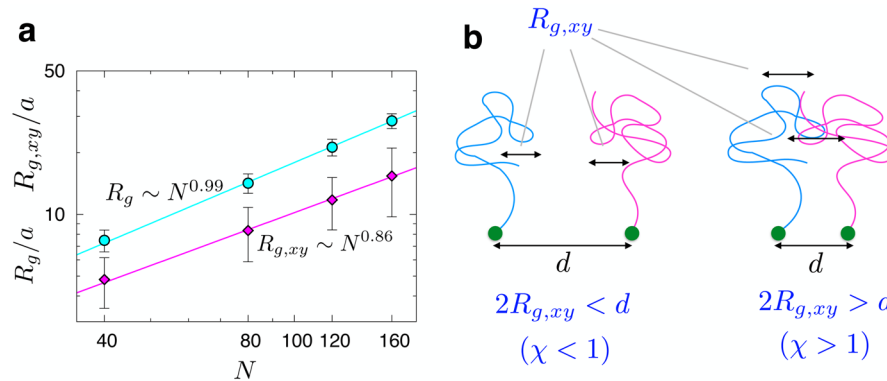 a
50
10
R_{g,xy}/a
R_g/a
R_g ∼ N^{0.99}
R_{g,xy} ∼ N^{0.86}
40 80 100 120 160
N
b
R_{g,xy}
d d
2R_{g,xy} < d
(χ < 1)
2R_{g,xy} > d
(χ > 1)